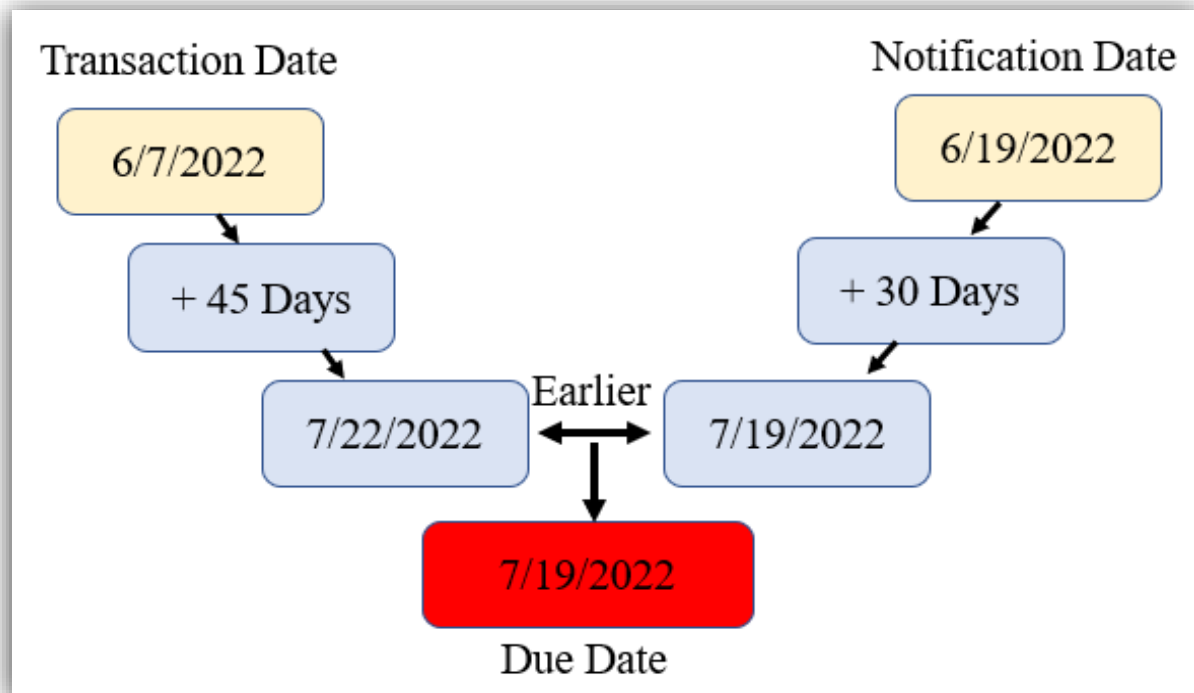 Transaction Date
Notification Date
6/7/2022
6/19/2022
+ 45 Days
+ 30 Days
Earlier
7/22/2022
7/19/2022
7/19/2022
Due Date